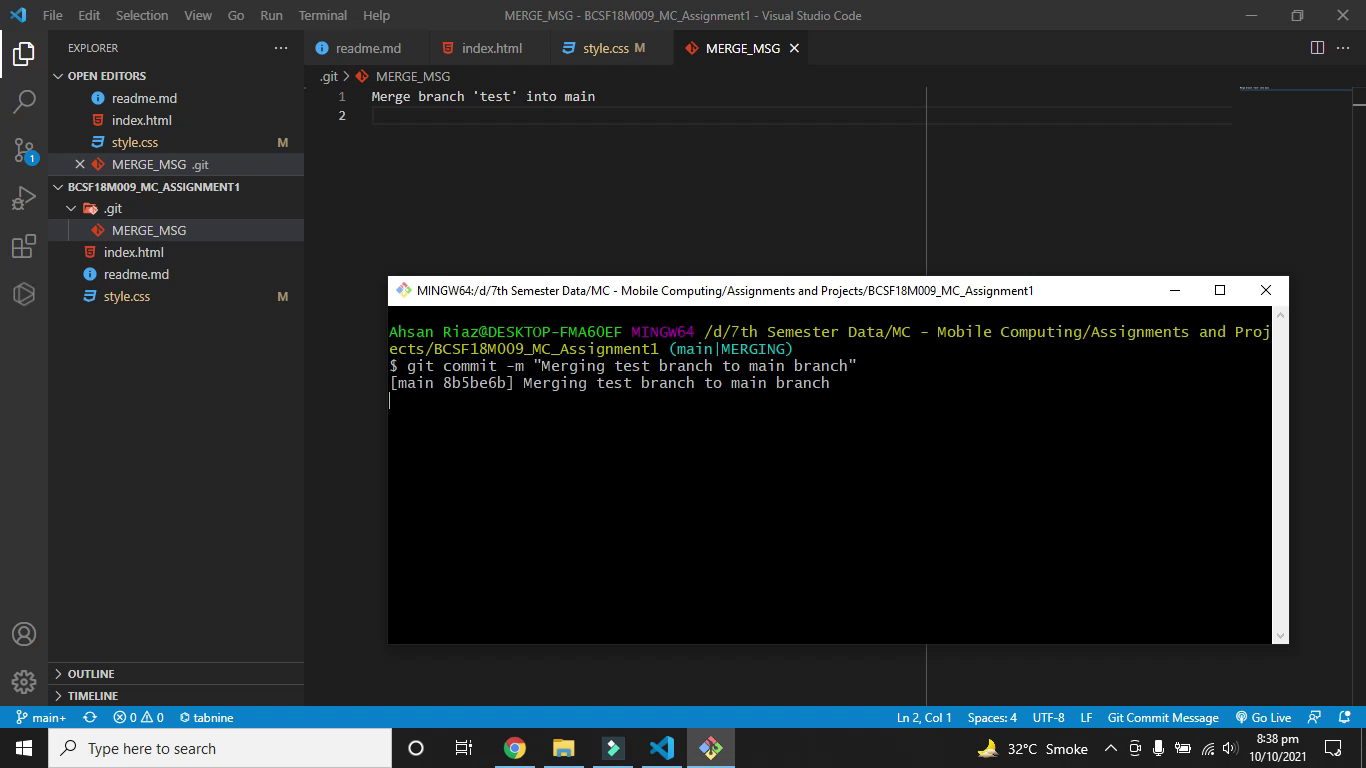 File Edit Selection View Go Run Terminal Help
MERGE_MSG - BCSF18M009_MC_Assignment1 - Visual Studio Code
EXPLORER
OPEN EDITORS
readme.md
index.html
style.css M
MERGE_MSG .git
BCSF18M009_MC_ASSIGNMENT1
.git
MERGE_MSG
index.html
readme.md
style.css M
OUTLINE
TIMELINE
1
readme.md
index.html
style.css M
MERGE_MSG
.git > MERGE_MSG
1 Merge branch 'test' into main
2
MINGW64:/d/7th Semester Data/MC - Mobile Computing/Assignments and Projects/BCSF18M009_MC_Assignment1
Ahsan Riaz@DESKTOP-FMA6OEF MINGW64 /d/7th Semester Data/MC - Mobile Computing/Assignments and Proj
ects/BCSF18M009_MC_Assignment1 (main|MERGING)
$ git commit -m "Merging test branch to main branch"
[main 8b5be6b] Merging test branch to main branch
main+ 0 0 tabnine
Ln 2, Col 1 Spaces: 4 UTF-8 LF Git Commit Message Go Live
Type here to search
32°C Smoke
8:38 pm
10/10/2021